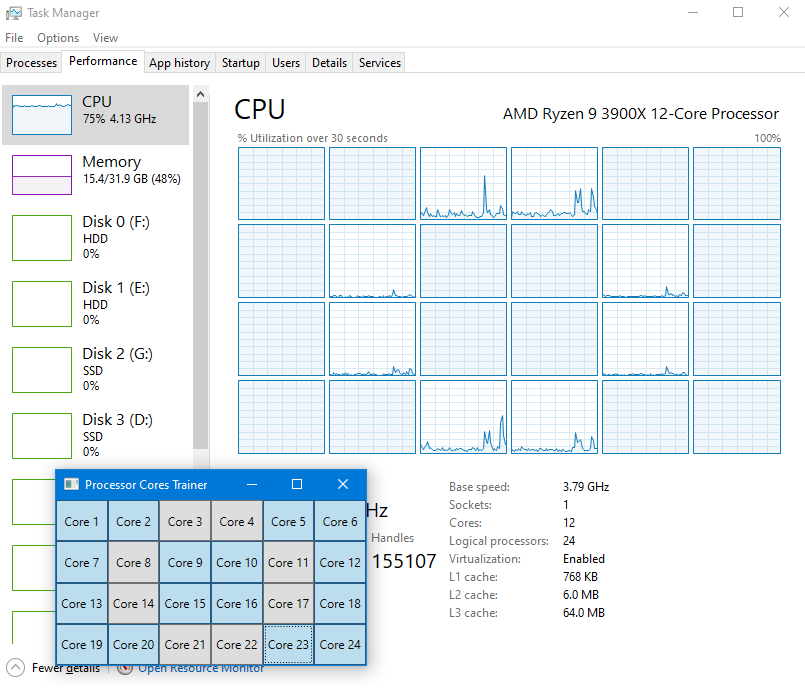 Task Manager
File Options View
Processes Performance App history Startup Users Details Services
CPU
75% 4.13 GHz
Memory
15.4/31.9 GB (48%)
Disk 0 (F:)
HDD
0%
Disk 1 (E:)
HDD
0%
Disk 2 (G:)
SSD
0%
Disk 3 (D:)
SSD
0%
CPU AMD Ryzen 9 3900X 12-Core Processor
% Utilization over 30 seconds 100%
Hz
Handles
155107
Base speed: 3.79 GHz
Sockets: 1
Cores: 12
Logical processors: 24
Virtualization: Enabled
L1 cache: 768 KB
L2 cache: 6.0 MB
L3 cache: 64.0 MB
Processor Cores Trainer
Core 1 Core 2 Core 3 Core 4 Core 5 Core 6
Core 7 Core 8 Core 9 Core 10 Core 11 Core 12
Core 13 Core 14 Core 15 Core 16 Core 17 Core 18
Core 19 Core 20 Core 21 Core 22 Core 23 Core 24
Fewer details Open Resource Monitor